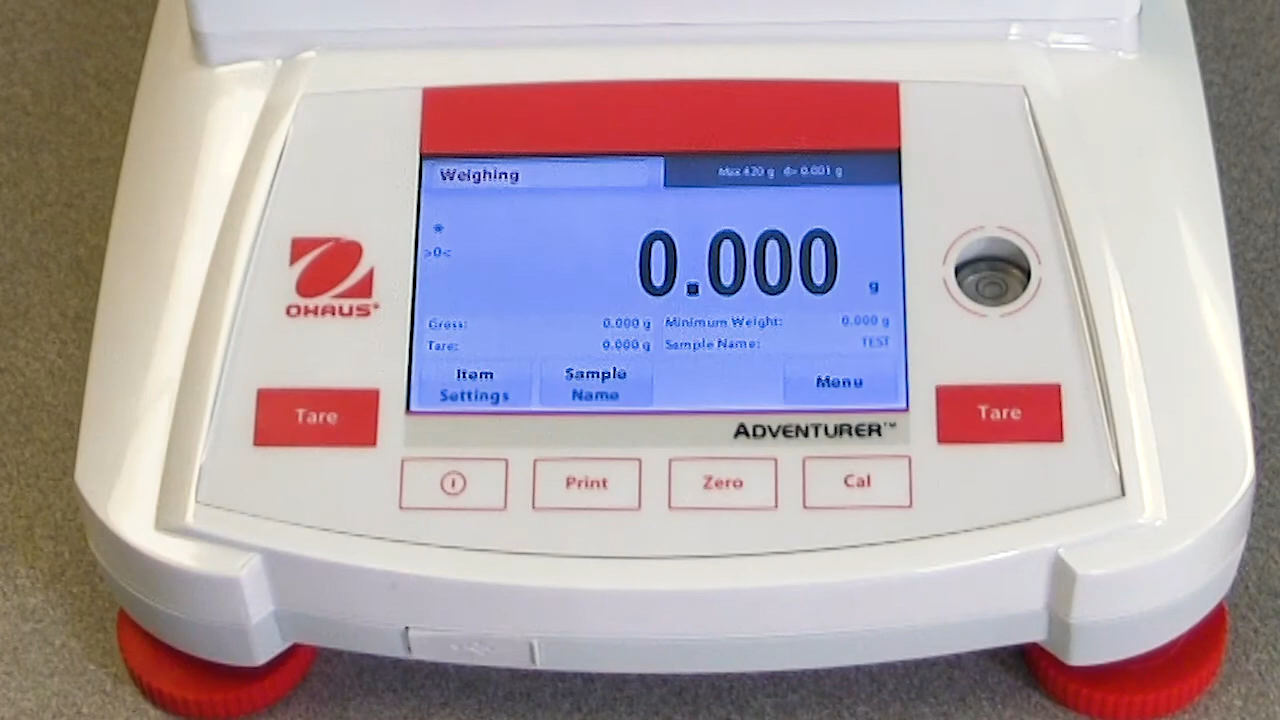 Weighing
Max 420 g d= 0.001 g
*
>0<
0.000 g
Gross: 0.000 g Minimum Weight: 0.000 g
Tare: 0.000 g Sample Name: TEST
Item Settings
Sample Name
Menu
OHAUS®
Tare
Tare
ADVENTURER™
Print
Zero
Cal